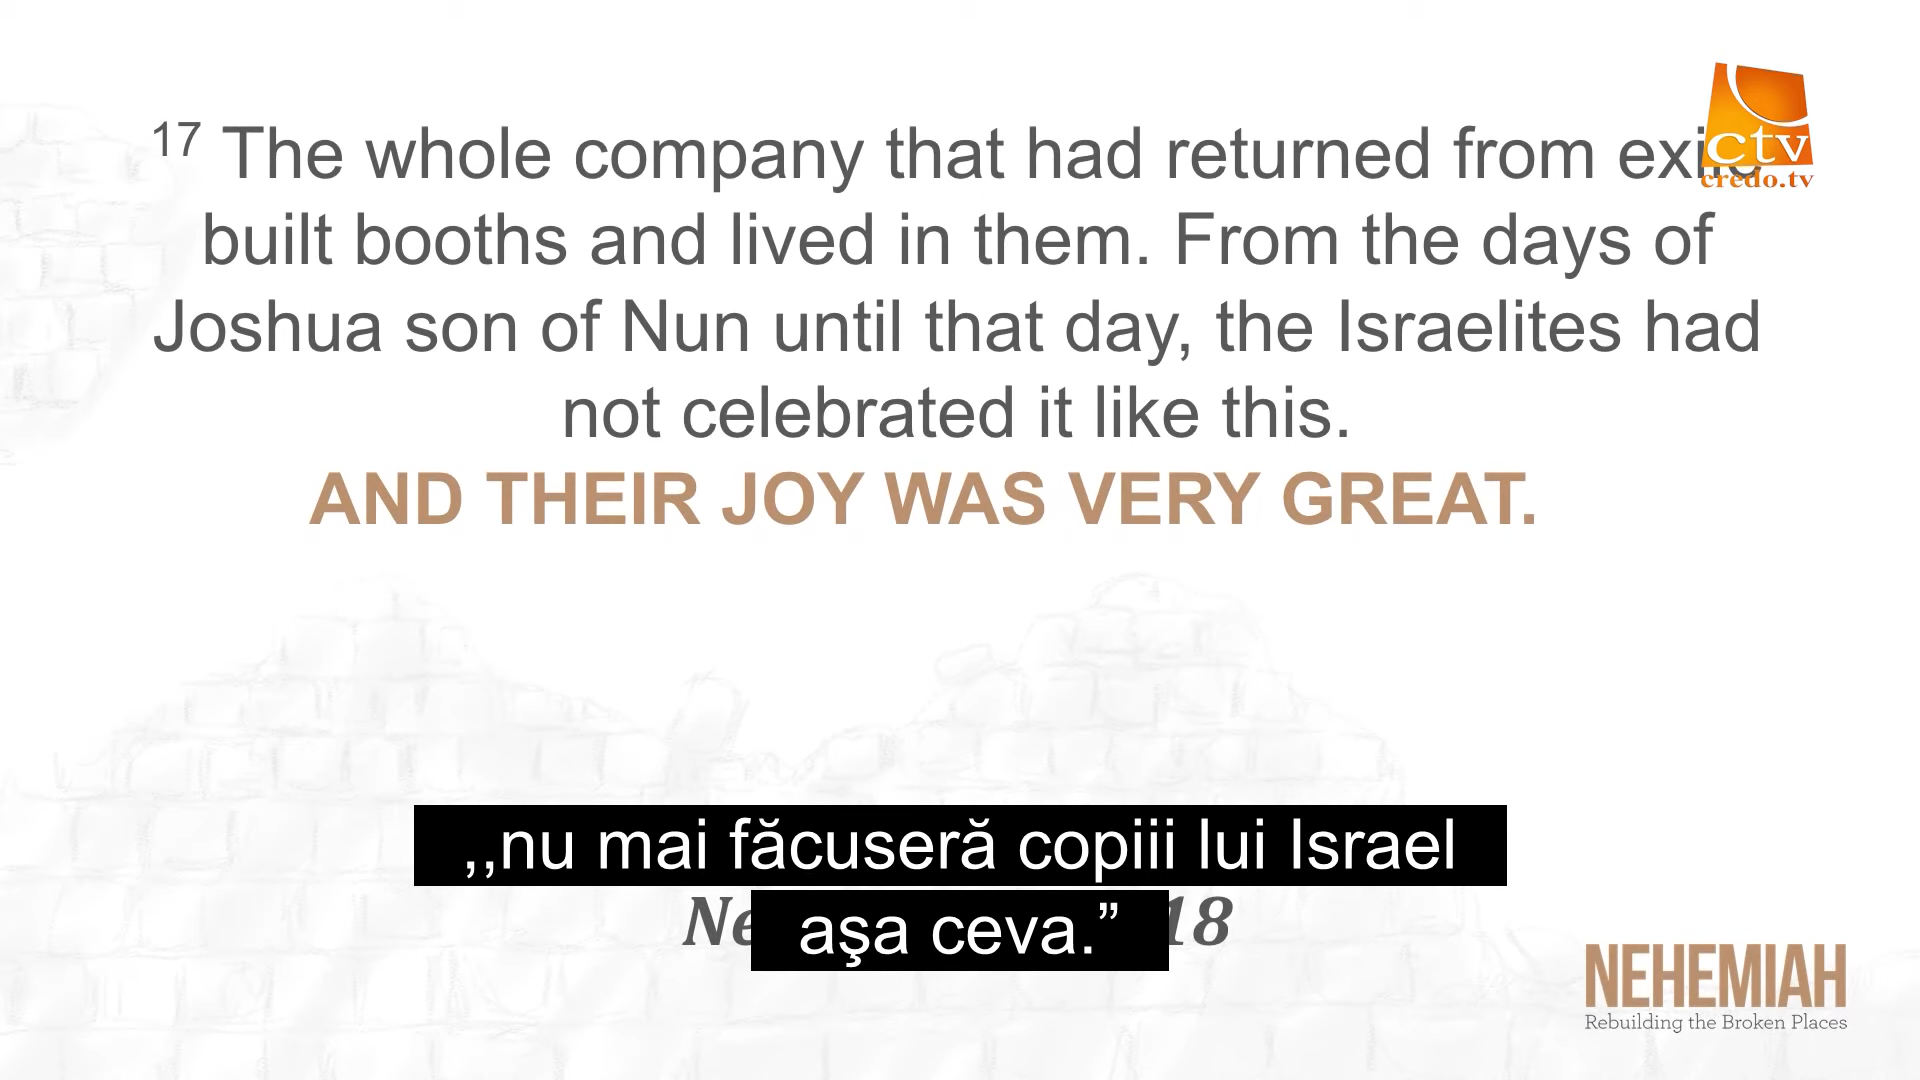 17 The whole company that had returned from
built booths and lived in them. From the days of
Joshua son of Nun until that day, the Israelites had
not celebrated it like this.
AND THEIR JOY WAS VERY GREAT.
ctv
credo.tv
,,nu mai făcuseră copiii lui Israel
aşa ceva.”
18
NEHEMIAH
Rebuilding the Broken Places